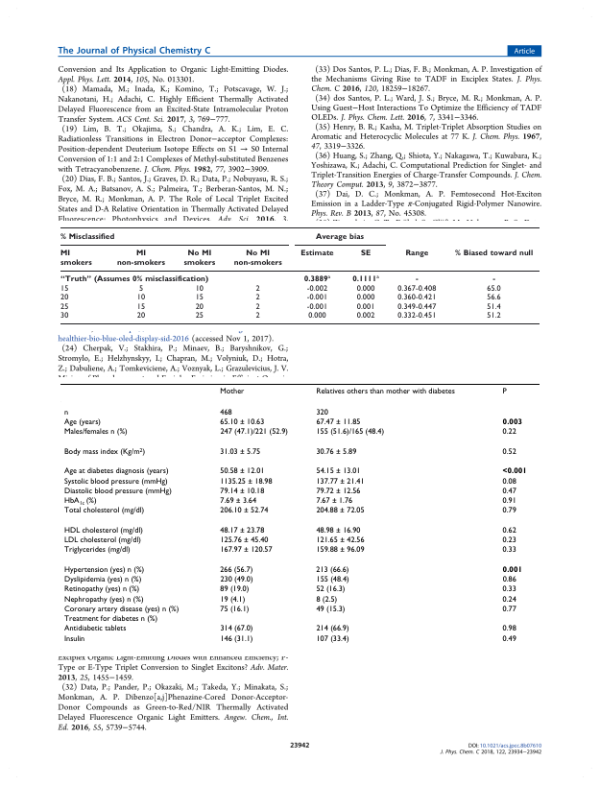 The Journal of Physical Chemistry C
Article
Conversion and Its Application to Organic Light-Emitting Diodes.
Appl. Phys. Lett. 2014, 105, No. 013301.
(18) Mamada, M.; Inada, K.; Komino, T.; Potscavage, W. J.;
Nakanotani, H.; Adachi, C. Highly Efficient Thermally Activated
Delayed Fluorescence from an Excited-State Intramolecular Proton
Transfer System. ACS Cent. Sci. 2017, 3, 769−777.
(19) Lim, B. T.; Okajima, S.; Chandra, A. K.; Lim, E. C.
Radiationless Transitions in Electron Donor−acceptor Complexes:
Position-dependent Deuterium Isotope Effects on S1 → S0 Internal
Conversion of 1:1 and 2:1 Complexes of Methyl-substituted Benzenes
with Tetracyanobenzene. J. Chem. Phys. 1982, 77, 3902−3909.
(20) Dias, F. B.; Santos, J.; Graves, D. R.; Data, P.; Nobuyasu, R. S.;
Fox, M. A.; Batsanov, A. S.; Palmeira, T.; Berberan-Santos, M. N.;
Bryce, M. R.; Monkman, A. P. The Role of Local Triplet Excited
States and D-A Relative Orientation in Thermally Activated Delayed
Fluorescence: Photophysics and Devices. Adv. Sci. 2016, 3,
(33) Dos Santos, P. L.; Dias, F. B.; Monkman, A. P. Investigation of
the Mechanisms Giving Rise to TADF in Exciplex States. J. Phys.
Chem. C 2016, 120, 18259−18267.
(34) dos Santos, P. L.; Ward, J. S.; Bryce, M. R.; Monkman, A. P.
Using Guest−Host Interactions To Optimize the Efficiency of TADF
OLEDs. J. Phys. Chem. Lett. 2016, 7, 3341−3346.
(35) Henry, B. R.; Kasha, M. Triplet-Triplet Absorption Studies on
Aromatic and Heterocyclic Molecules at 77 K. J. Chem. Phys. 1967,
47, 3319−3326.
(36) Huang, S.; Zhang, Q.; Shiota, Y.; Nakagawa, T.; Kuwabara, K.;
Yoshizawa, K.; Adachi, C. Computational Prediction for Singlet- and
Triplet-Transition Energies of Charge-Transfer Compounds. J. Chem.
Theory Comput. 2013, 9, 3872−3877.
(37) Dai, D. C.; Monkman, A. P. Femtosecond Hot-Exciton
Emission in a Ladder-Type π-Conjugated Rigid-Polymer Nanowire.
Phys. Rev. B 2013, 87, No. 45308.
% Misclassified Average bias
MI MI No MI No MI Estimate SE Range % Biased toward null
smokers non-smokers smokers non-smokers
“Truth” (Assumes 0% misclassification) 0.3889ᵃ 0.1111ᵃ - -
15 5 10 2 -0.002 0.000 0.367-0.408 65.0
20 10 15 2 -0.001 0.000 0.360-0.421 56.6
25 15 20 2 -0.001 0.001 0.349-0.447 51.4
30 20 25 2 0.000 0.002 0.332-0.451 51.2
healthier-bio-blue-oled-display-sid-2016 (accessed Nov 1, 2017).
(24) Cherpak, V.; Stakhira, P.; Minaev, B.; Baryshnikov, G.;
Stromylo, E.; Helzhynskyy, I.; Chapran, M.; Volyniuk, D.; Hotra,
Z.; Dabuliene, A.; Tomkeviciene, A.; Voznyak, L.; Grazulevicius, J. V.
Mother Relatives others than mother with diabetes P
n 468 320
Age (years) 65.10 ± 10.63 67.47 ± 11.85 0.003
Males/females n (%) 247 (47.1)/221 (52.9) 155 (51.6)/165 (48.4) 0.22
Body mass index (Kg/m²) 31.03 ± 5.75 30.76 ± 5.89 0.52
Age at diabetes diagnosis (years) 50.58 ± 12.01 54.15 ± 13.01 <0.001
Systolic blood pressure (mmHg) 1135.25 ± 18.98 137.77 ± 21.41 0.08
Diastolic blood pressure (mmHg) 79.14 ± 10.18 79.72 ± 12.56 0.47
HbA₁c (%) 7.69 ± 3.64 7.67 ± 1.76 0.91
Total cholesterol (mg/dl) 206.10 ± 52.74 204.88 ± 72.05 0.79
HDL cholesterol (mg/dl) 48.17 ± 23.78 48.98 ± 16.90 0.62
LDL cholesterol (mg/dl) 125.76 ± 45.40 121.65 ± 42.56 0.23
Triglycerides (mg/dl) 167.97 ± 120.57 159.88 ± 96.09 0.33
Hypertension (yes) n (%) 266 (56.7) 213 (66.6) 0.001
Dyslipidemia (yes) n (%) 230 (49.0) 155 (48.4) 0.86
Retinopathy (yes) n (%) 89 (19.0) 52 (16.3) 0.33
Nephropathy (yes) n (%) 19 (4.1) 8 (2.5) 0.24
Coronary artery disease (yes) n (%) 75 (16.1) 49 (15.3) 0.77
Treatment for diabetes n (%)
Antidiabetic tablets 314 (67.0) 214 (66.9) 0.98
Insulin 146 (31.1) 107 (33.4) 0.49
Exciplex Organic Light-Emitting Diodes with Enhanced Efficiency; P-
Type or E-Type Triplet Conversion to Singlet Excitons? Adv. Mater.
2013, 25, 1455−1459.
(32) Data, P.; Pander, P.; Okazaki, M.; Takeda, Y.; Minakata, S.;
Monkman, A. P. Dibenzo[a,j]Phenazine-Cored Donor-Acceptor-
Donor Compounds as Green-to-Red/NIR Thermally Activated
Delayed Fluorescence Organic Light Emitters. Angew. Chem., Int.
Ed. 2016, 55, 5739−5744.
23942
DOI: 10.1021/acs.jpcc.8b07610
J. Phys. Chem. C 2018, 122, 23934−23942